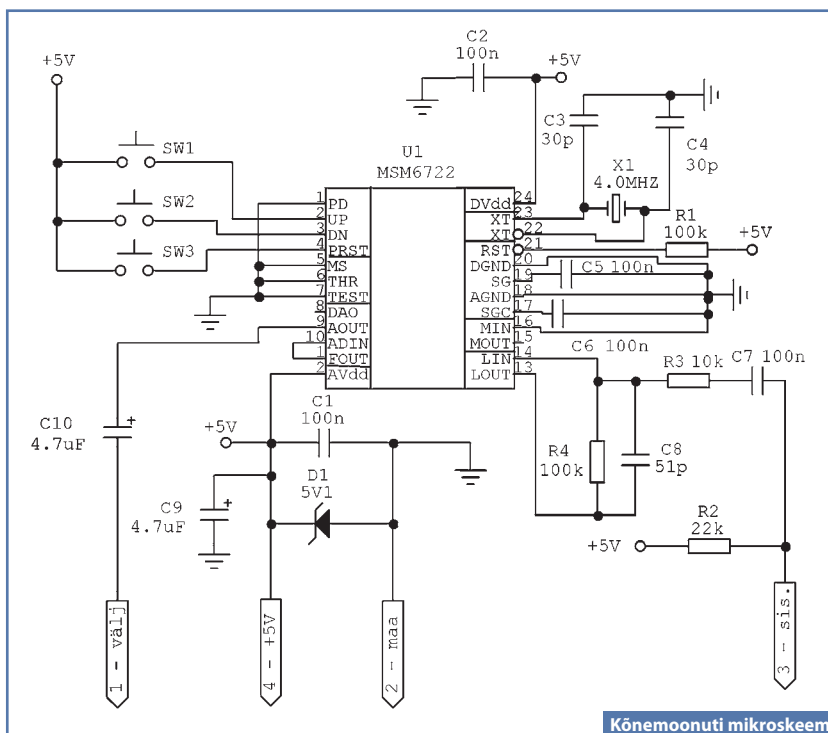 C2
100n
+5V
+5V
C3
30p
C4
30p
SW1
U1
MSM6722
X1
4.0MHZ
SW2
R1
100k
+5V
SW3
1 PD
2 UP
3 DN
4 PRST
5 MS
6 THR
7 TEST
8 DAO
9 AOUT
10 ADIN
1 FOUT
2 AVdd
DVdd 24
XT 23
XT 22
RST 21
DGND 20
SG 19
AGND 18
SGC 17
MIN 16
MOUT 15
LIN 14
LOUT 13
C5 100n
C6 100n
R3 10k
C7 100n
C10
4.7uF
+5V
C1
100n
R4
100k
C8
51p
D1
5V1
C9
4.7uF
R2
22k
+5V
1 - välj
4 - +5V
2 - maa
3 - sis.
Kõnemoonuti mikroskeem